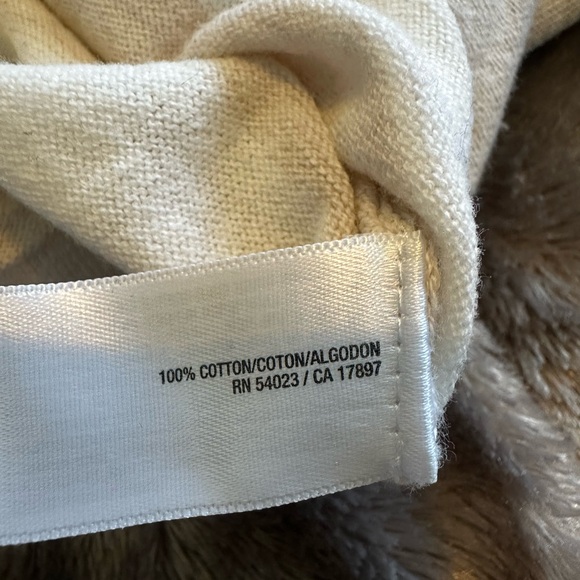 100% COTTON/COTON/ALGODON
RN 54023 / CA 17897